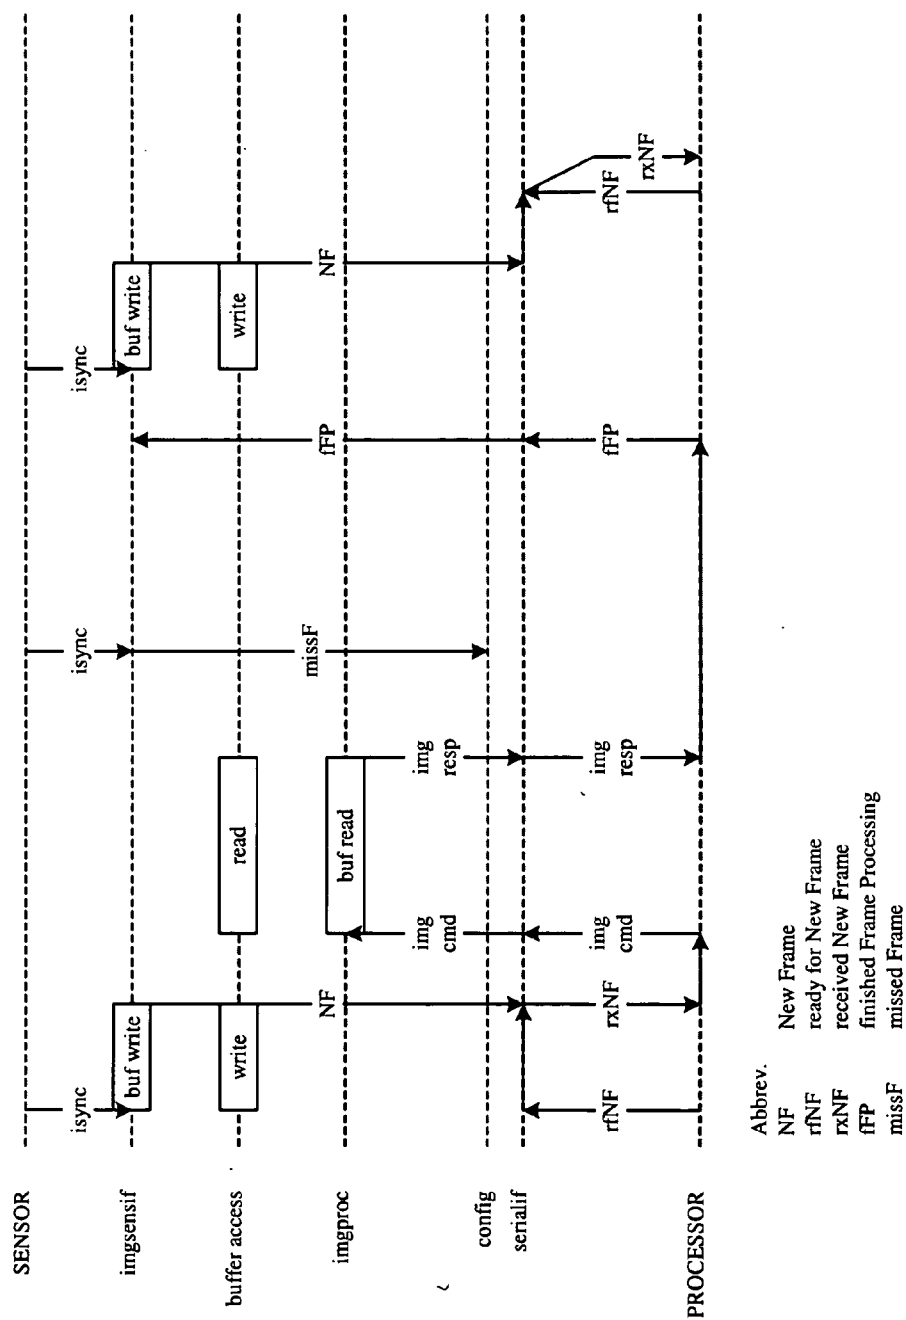 SENSOR
isync
isync
isync
imgsensif
buf write
buf write
buffer access
write
read
write
imgproc
NF
buf read
missF
fFP
NF
config
serialif
img
cmd
img
resp
PROCESSOR
rfNF
rxNF
img
cmd
img
resp
fFP
rfNF
rxNF
Abbrev.
NF New Frame
rfNF ready for New Frame
rxNF received New Frame
fFP finished Frame Processing
missF missed Frame